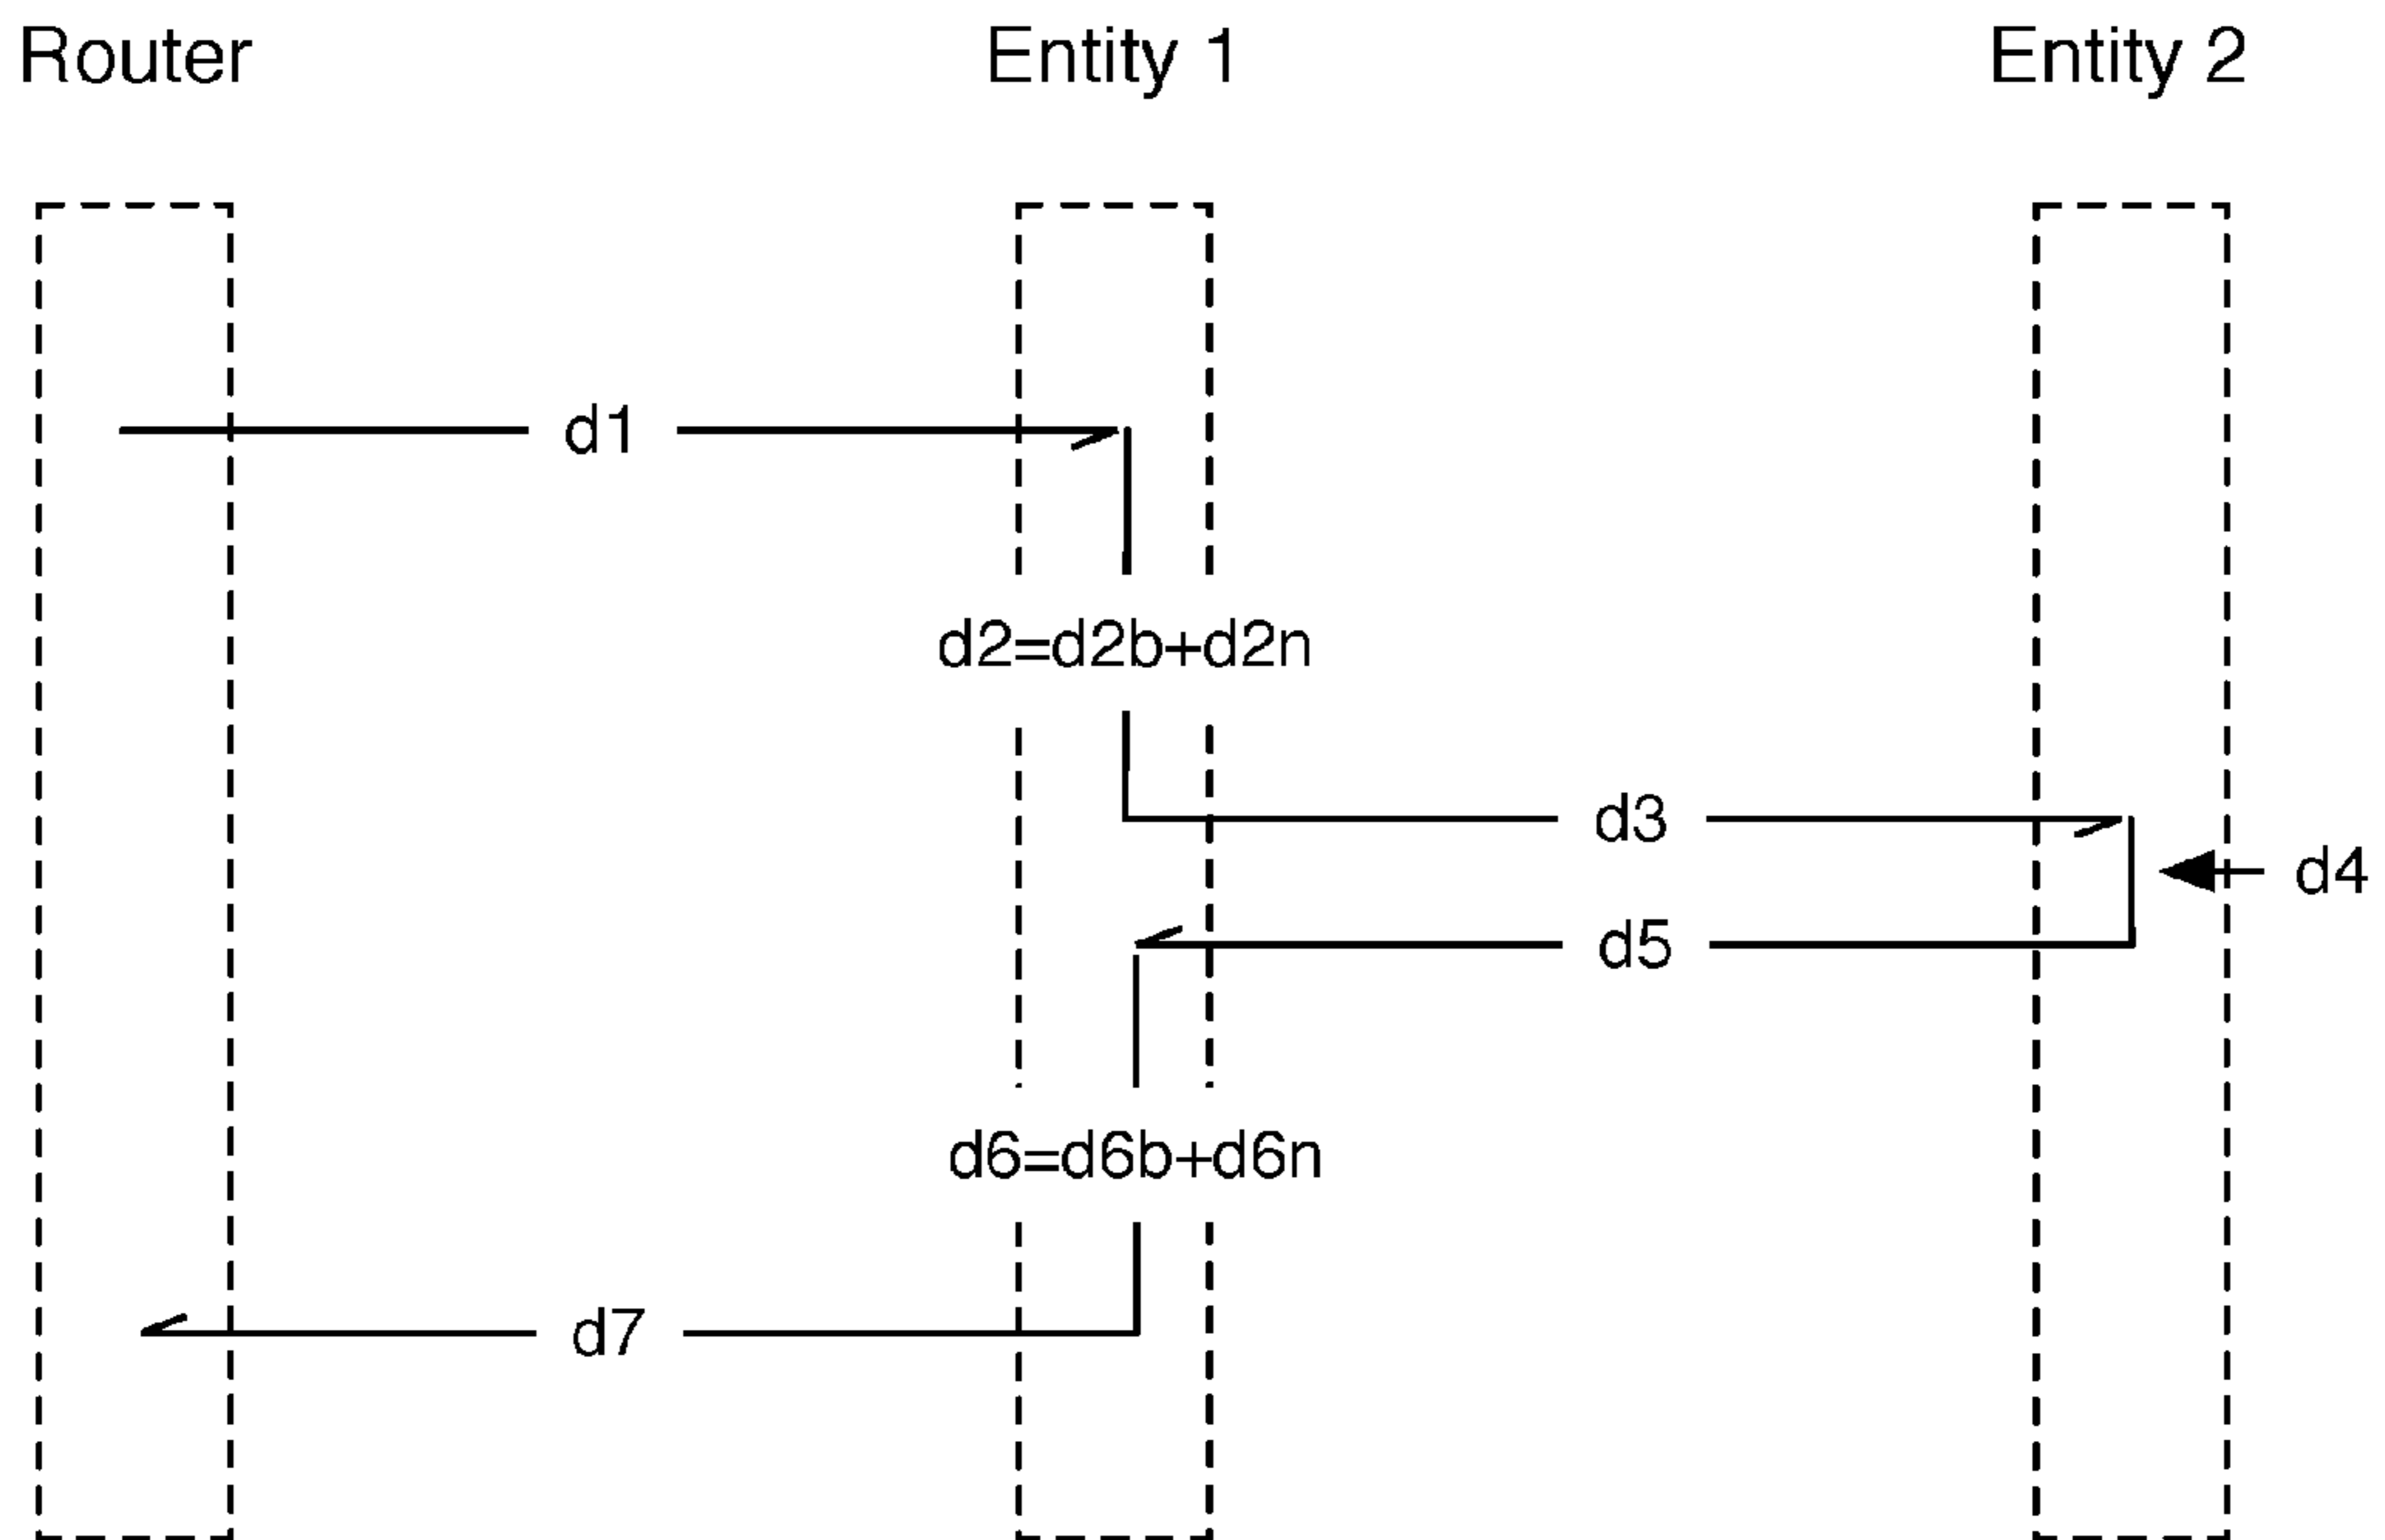 Router
Entity 1
Entity 2
d1
d2=d2b+d2n
d3
d4
d5
d6=d6b+d6n
d7